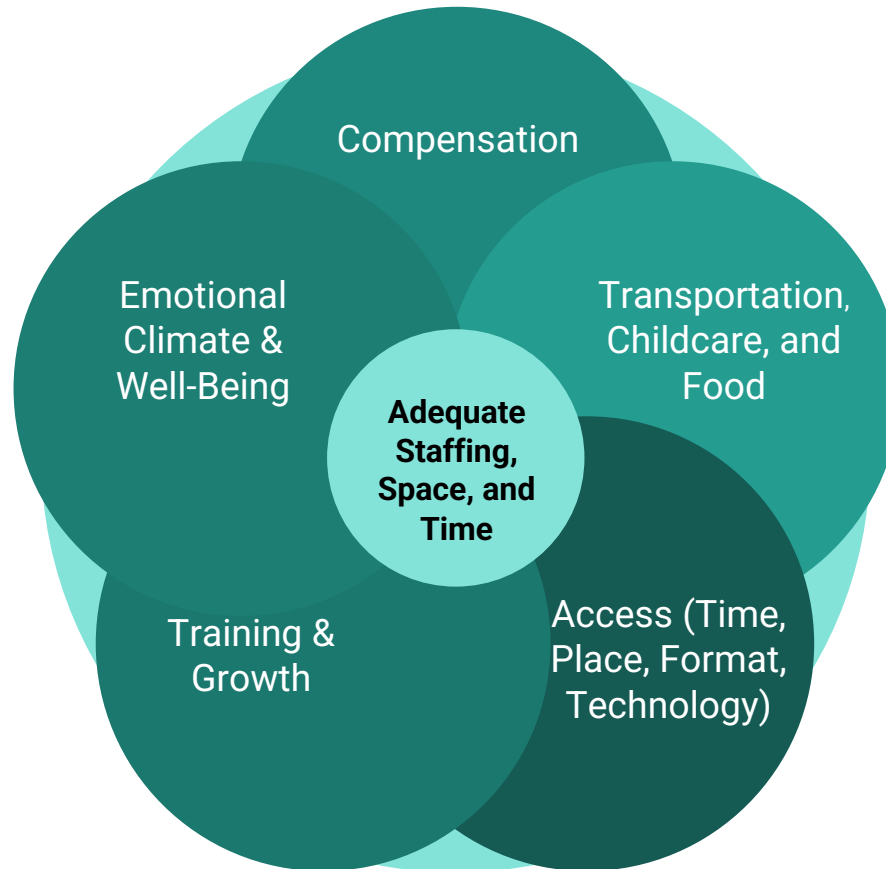 Compensation
Emotional
Climate &
Well-Being
Transportation,
Childcare, and
Food
Adequate
Staffing,
Space, and
Time
Training &
Growth
Access (Time,
Place, Format,
Technology)